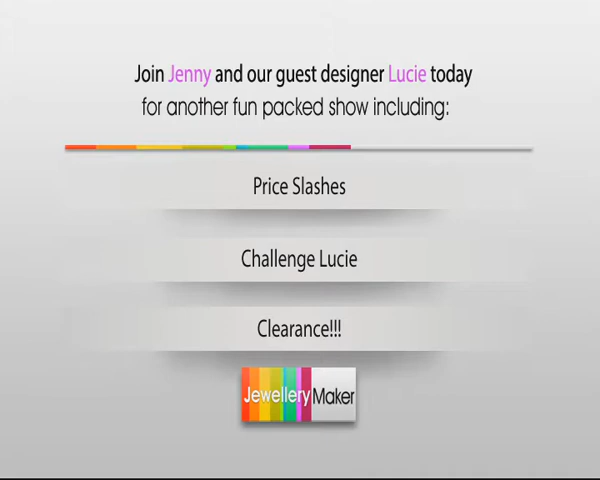 Join Jenny and our guest designer Lucie today
for another fun packed show including:
Price Slashes
Challenge Lucie
Clearance!!!
JewelleryMaker